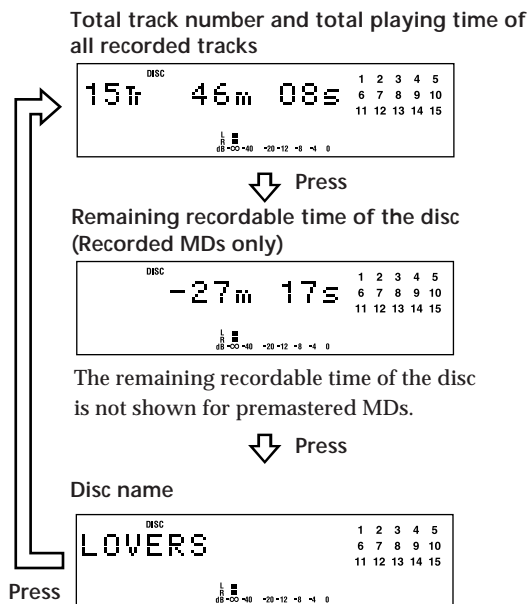 Total track number and total playing time of
all recorded tracks
DISC
15Tr 46m 08s
1 2 3 4 5
6 7 8 9 10
11 12 13 14 15
L
R
dB -∞ -40 -20 -12 -8 -4 0
Press
Remaining recordable time of the disc
(Recorded MDs only)
DISC
-27m 17s
1 2 3 4 5
6 7 8 9 10
11 12 13 14 15
L
R
dB -∞ -40 -20 -12 -8 -4 0
The remaining recordable time of the disc
is not shown for premastered MDs.
Press
Disc name
DISC
LOVERS
1 2 3 4 5
6 7 8 9 10
11 12 13 14 15
L
R
dB -∞ -40 -20 -12 -8 -4 0
Press